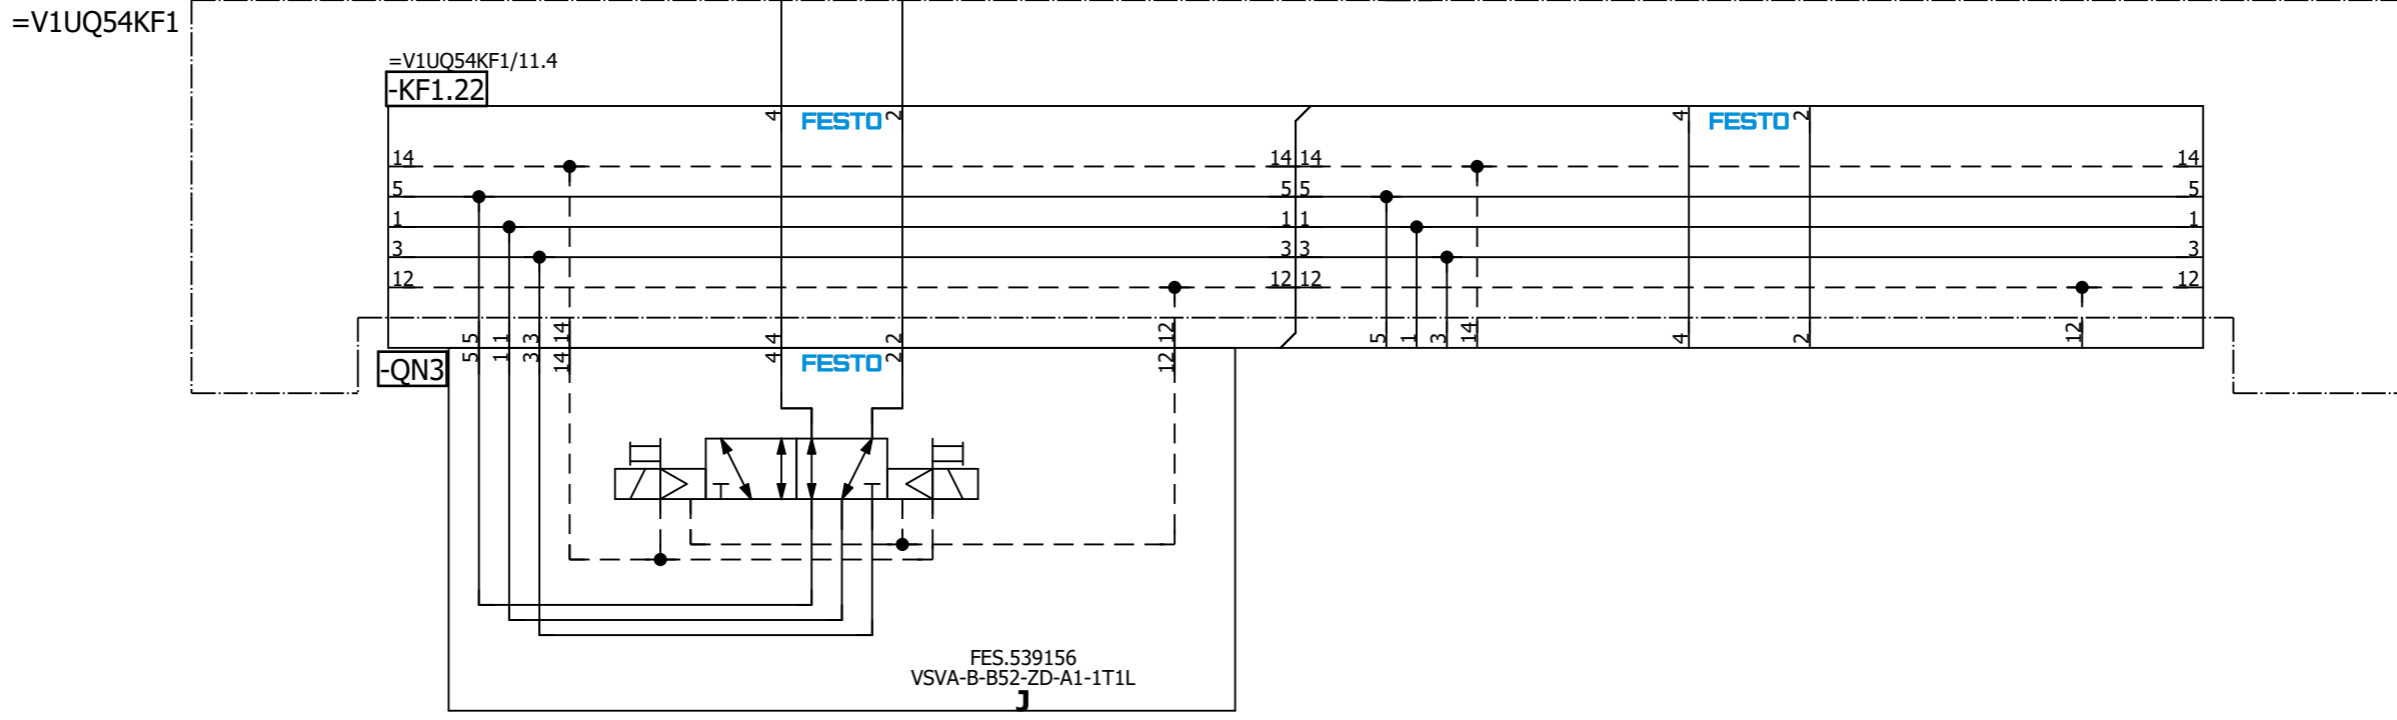 =V1UQ54KF1
=V1UQ54KF1/11.4
-KF1.22
4 FESTO 2 4 FESTO 2
14 14 14 14
5 5 5 5
1 1 1 1
3 3 3 3
12 12 12 12
5 1 3 14 4 2 12 5 1 3 14 4 2 12
-QN3
5 1 3 14 4 FESTO 2 12
FES.539156
VSVA-B-B52-ZD-A1-1T1L
J